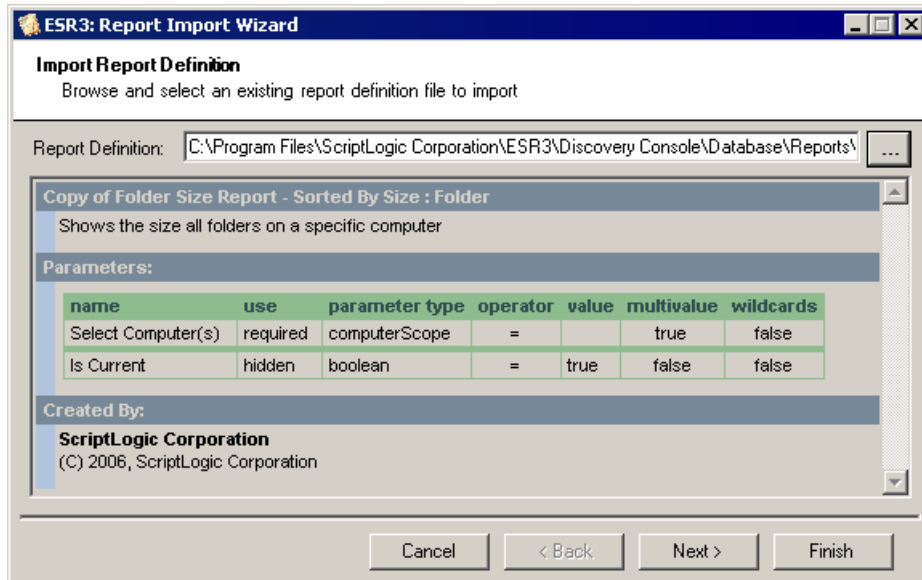 ESR3: Report Import Wizard
Import Report Definition
Browse and select an existing report definition file to import
Report Definition: C:\Program Files\ScriptLogic Corporation\ESR3\Discovery Console\Database\Reports\ ...
Copy of Folder Size Report - Sorted By Size : Folder
Shows the size all folders on a specific computer
Parameters:
name use parameter type operator value multivalue wildcards
Select Computer(s) required computerScope = true false
Is Current hidden boolean = true false false
Created By:
ScriptLogic Corporation
(C) 2006, ScriptLogic Corporation
Cancel < Back Next > Finish